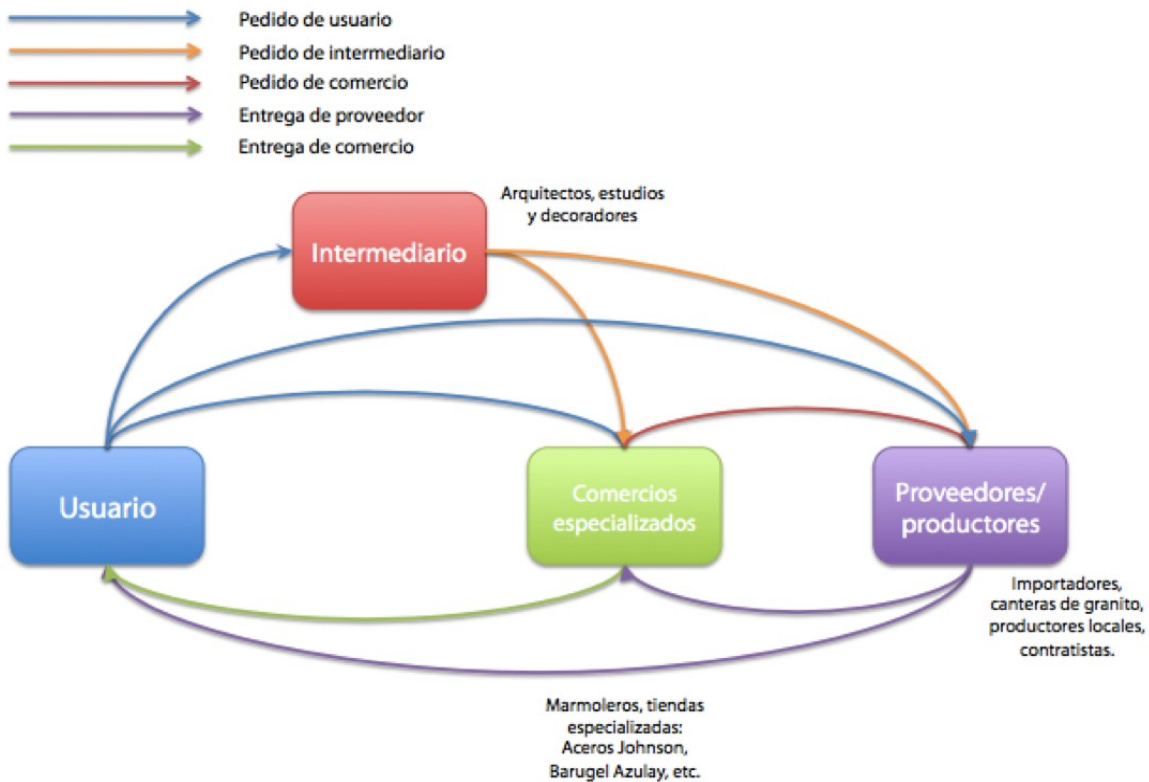 Pedido de usuario
Pedido de intermediario
Pedido de comercio
Entrega de proveedor
Entrega de comercio
Arquitectos, estudios
y decoradores
Intermediario
Usuario
Comercios
especializados
Proveedores/
productores
Importadores,
canteras de granito,
productores locales,
contratistas.
Marmoleros, tiendas
especializadas:
Aceros Johnson,
Barugel Azulay, etc.